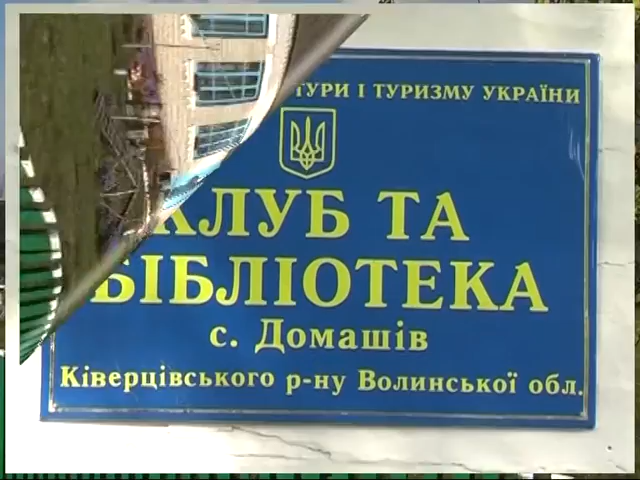 ТУРИ І ТУРИЗМУ УКРАЇНИ
КЛУБ ТА
БІБЛІОТЕКА
с. Домашів
Ківерцівського р-ну Волинської обл.